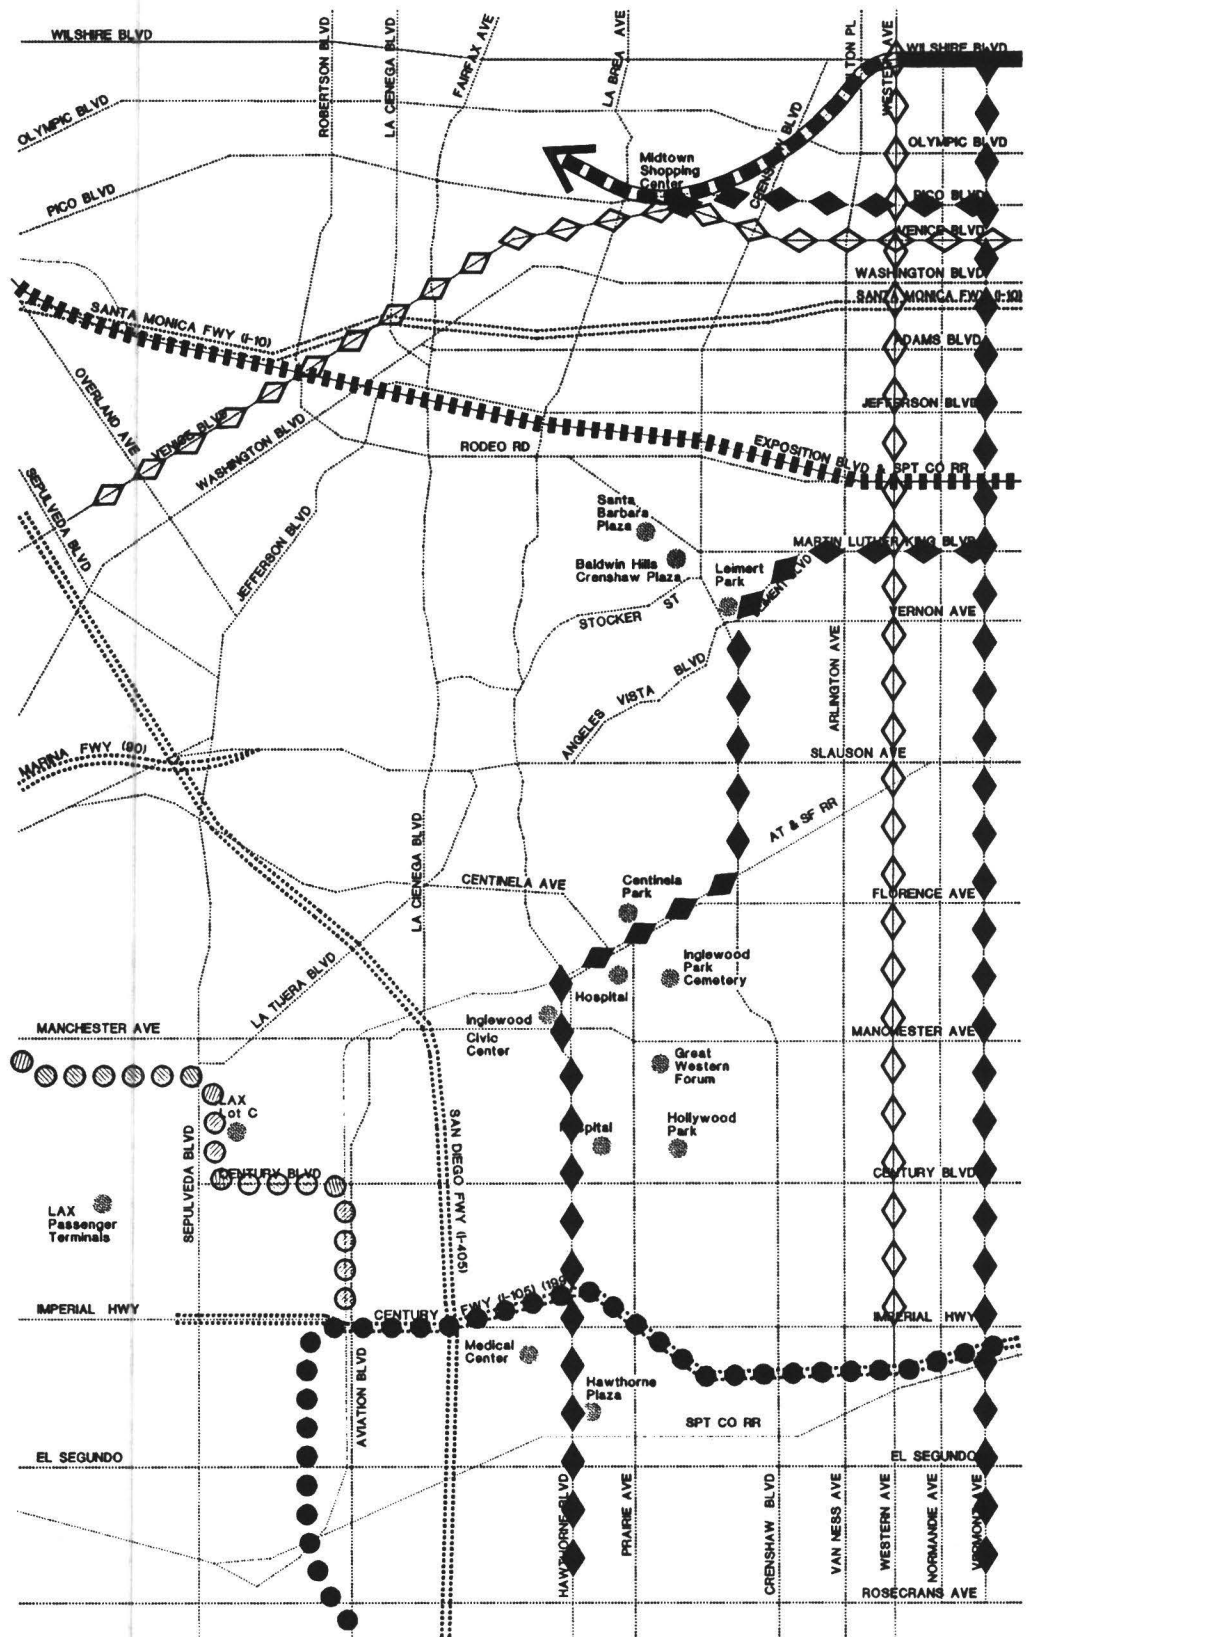 WILSHIRE BLVD
ROBERTSON BLVD
LA CIENEGA BLVD
FAIRFAX AVE
LA BREA AVE
WILSHIRE BLVD
OLYMPIC BLVD
OLYMPIC BLVD
Midtown
Shopping
Center
PICO BLVD
PICO BLVD
VENICE BLVD
WASHINGTON BLVD
SANTA MONICA FWY (I-10)
SANTA MONICA FWY (I-10)
ADAMS BLVD
OVERLAND AVE
VENICE BLVD
WASHINGTON BLVD
JEFFERSON BLVD
RODEO RD
EXPOSITION BLVD & SPT CO RR
SEPULVEDA BLVD
JEFFERSON BLVD
Santa
Barbara
Plaza
MARTIN LUTHER KING BLVD
Baldwin Hills
Crenshaw Plaza
Leimert
Park
STOCKER ST
VERNON AVE
ANGELES VISTA BLVD
ARLINGTON AVE
MARINA FWY (90)
SLAUSON AVE
AT & SF RR
LA CIENEGA BLVD
CENTINELA AVE
Centinela
Park
FLORENCE AVE
Inglewood
Park
Cemetery
LA TIJERA BLVD
Hospital
Inglewood
Civic
Center
MANCHESTER AVE
MANCHESTER AVE
Great
Western
Forum
LAX
Lot C
Hollywood
Park
SEPULVEDA BLVD
SAN DIEGO FWY (I-405)
CENTURY BLVD
CENTURY BLVD
LAX
Passenger
Terminals
IMPERIAL HWY
CENTURY FWY (I-105)
IMPERIAL HWY
Medical
Center
Hawthorne
Plaza
AVIATION BLVD
SPT CO RR
EL SEGUNDO
EL SEGUNDO
HAWTHORNE BLVD
PRAIRIE AVE
CRENSHAW BLVD
VAN NESS AVE
WESTERN AVE
NORMANDIE AVE
VERMONT AVE
ROSECRANS AVE